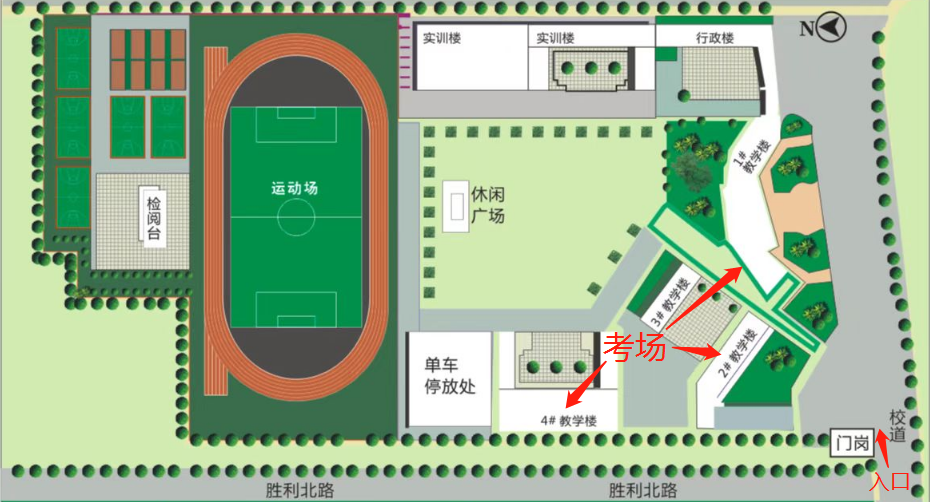 实训楼
实训楼
行政楼
N
1#
教学楼
运动场
检阅台
休闲
广场
3# 教学楼
2# 教学楼
考场
单车
停放处
4# 教学楼
门岗
校道
入口
胜利北路
胜利北路